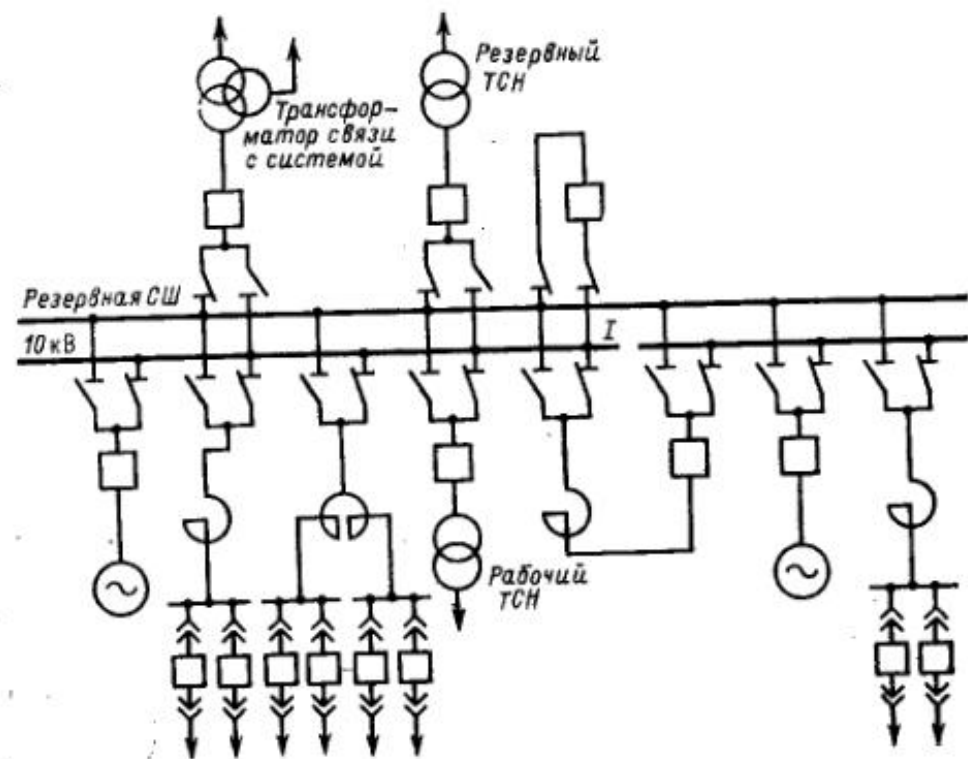 Резервный
ТСН
Трансфор-
матор связи
с системой
Резервная СШ
10 кВ
I
Рабочий
ТСН